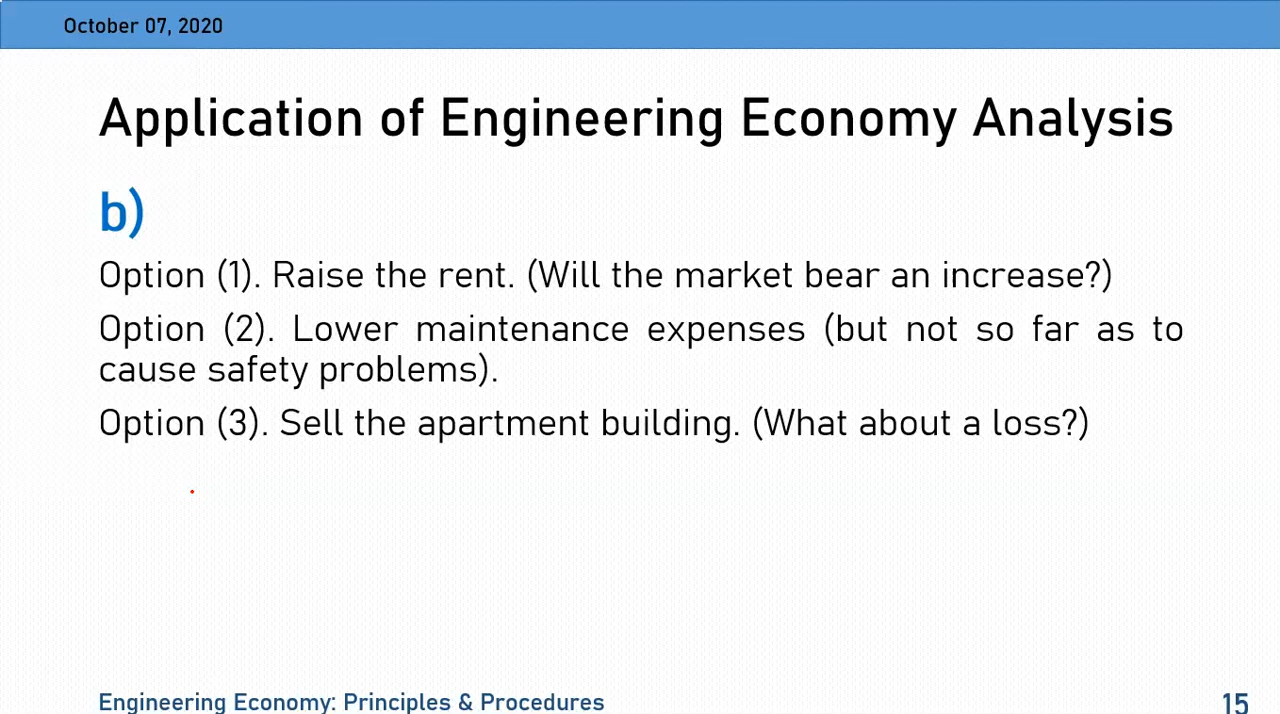 October 07, 2020
Application of Engineering Economy Analysis
b)
Option (1). Raise the rent. (Will the market bear an increase?)
Option (2). Lower maintenance expenses (but not so far as to
cause safety problems).
Option (3). Sell the apartment building. (What about a loss?)
Engineering Economy: Principles & Procedures
15